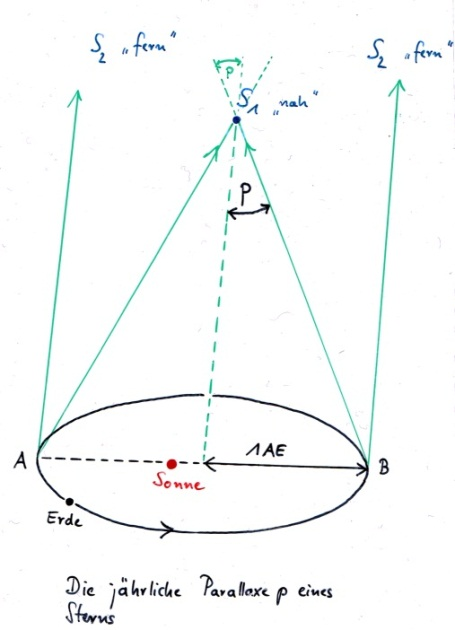 S₂ „fern"
S₂ „fern"
p
S₁ „nah"
p
A
1AE
B
Sonne
Erde
Die jährliche Parallaxe p eines
Sterns